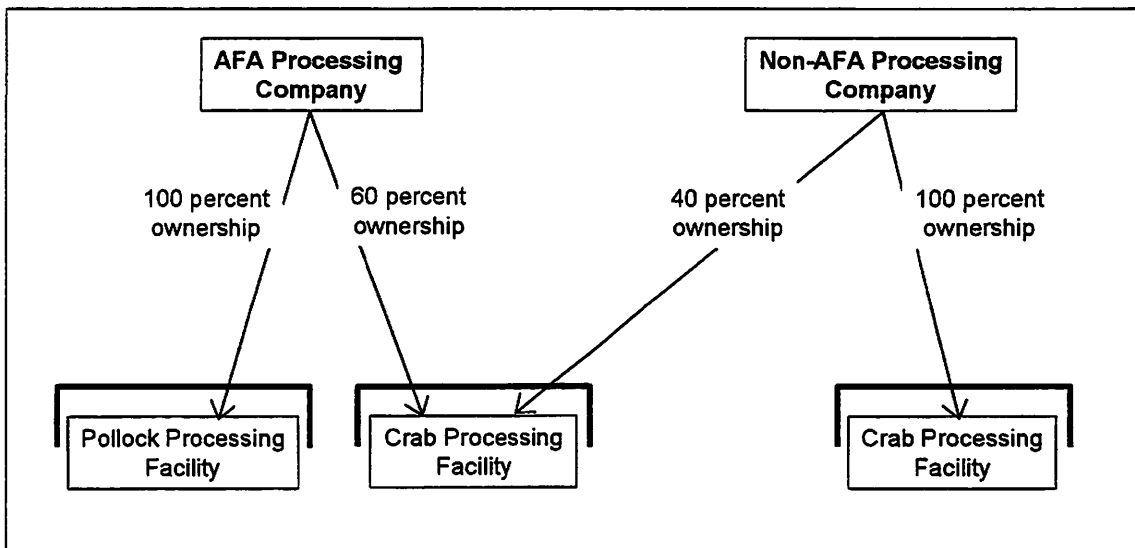 AFA Processing
Company
Non-AFA Processing
Company
100 percent
ownership
60 percent
ownership
40 percent
ownership
100 percent
ownership
Pollock Processing
Facility
Crab Processing
Facility
Crab Processing
Facility